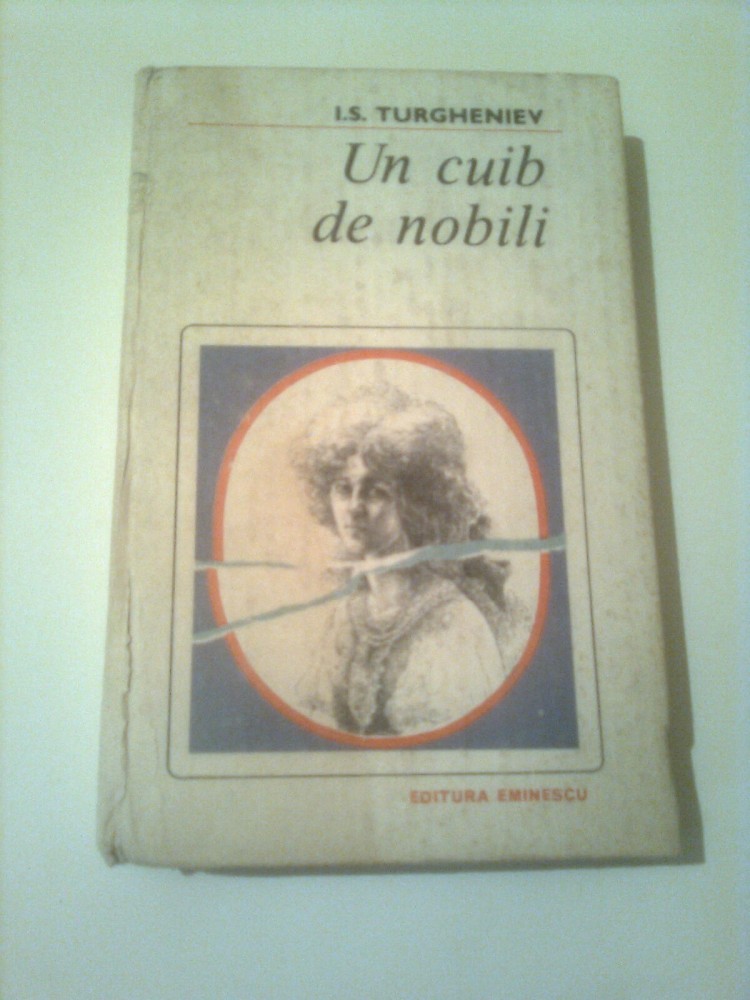 I.S. TURGHENIEV
Un cuib
de nobili
EDITURA EMINESCU